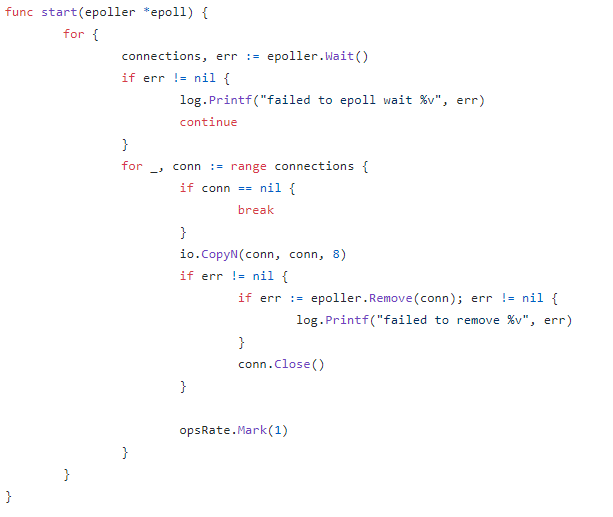 func start(epoller *epoll) {
        for {
                connections, err := epoller.Wait()
                if err != nil {
                        log.Printf("failed to epoll wait %v", err)
                        continue
                }
                for _, conn := range connections {
                        if conn == nil {
                                break
                        }
                        io.CopyN(conn, conn, 8)
                        if err != nil {
                                if err := epoller.Remove(conn); err != nil {
                                        log.Printf("failed to remove %v", err)
                                }
                                conn.Close()
                        }

                        opsRate.Mark(1)
                }
        }
}